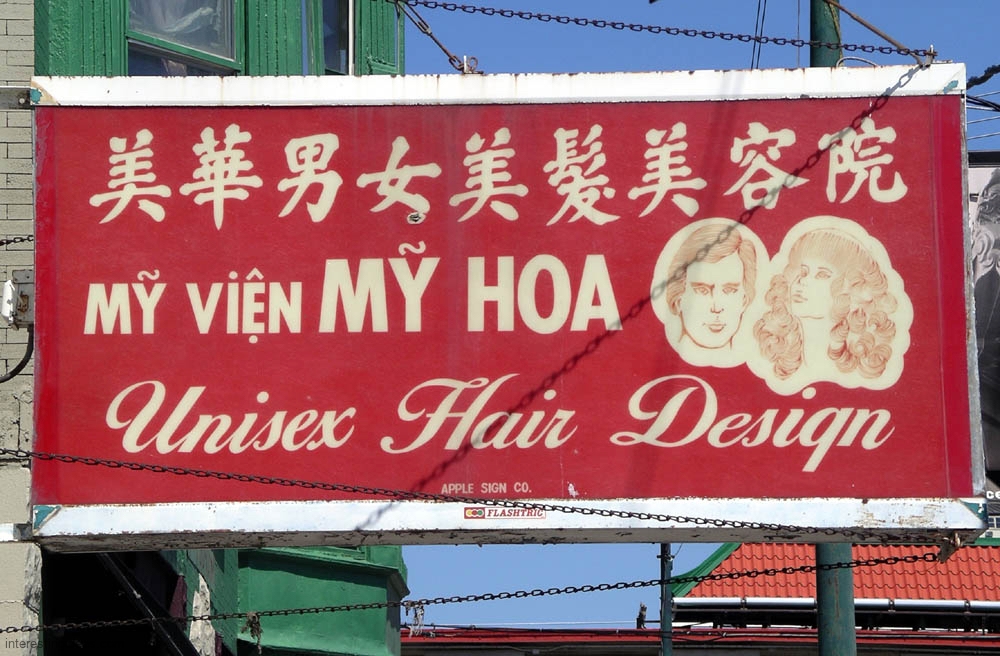 美華男女美髮美容院
MỸ VIỆN MỸ HOA
Unisex Hair Design
APPLE SIGN CO.
FLASHTRIC
interes